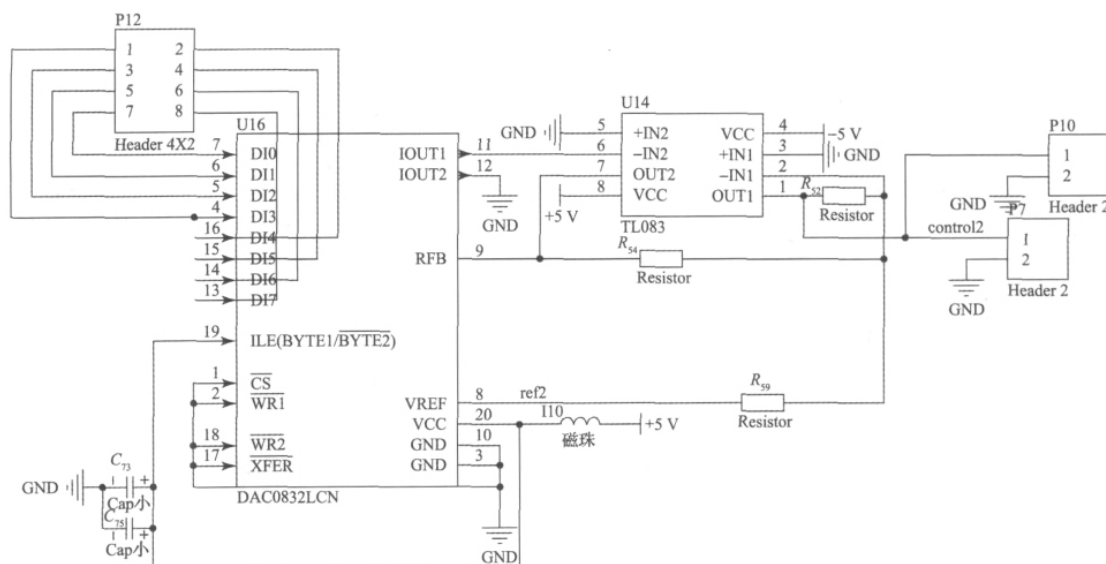 P12
1 2
3 4
5 6
7 8
Header 4X2
U16
7 DI0
6 DI1
5 DI2
4 DI3
16 DI4
15 DI5
14 DI6
13 DI7
19 ILE(BYTE1/BYTE2)
1 CS
2 WR1
18 WR2
17 XFER
IOUT1 11
IOUT2 12
GND
RFB 9
VREF 8 ref2
VCC 20
GND 10
GND 3
DAC0832LCN
GND
U14
GND 5 +IN2 VCC 4 -5 V
6 -IN2 +IN1 3 GND
7 OUT2 -IN1 2
8 VCC OUT1 1
+5 V
TL083
R52
Resistor
R54
Resistor
R59
Resistor
I10
磁珠
+5 V
P10
1
2
GND
Header 2
P7
control2
1
2
GND
Header 2
GND
C73
+
Cap小
C75
+
Cap小